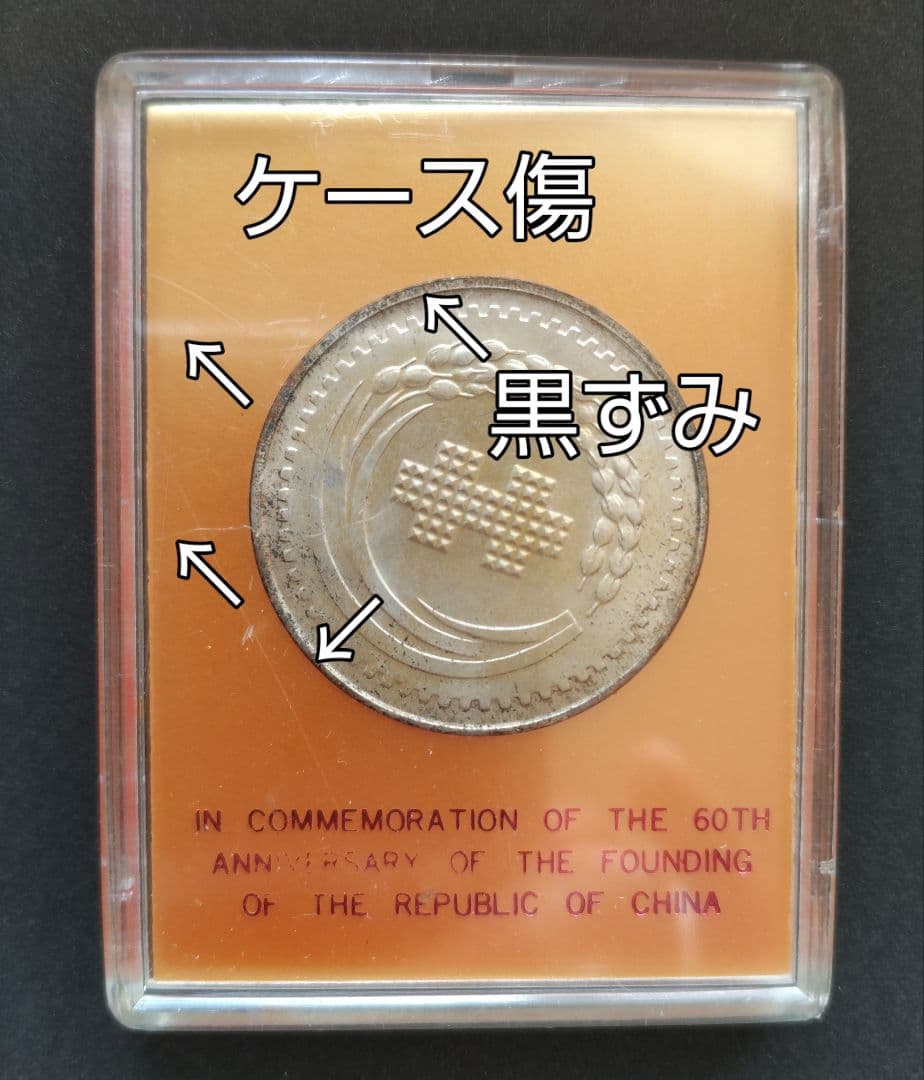 ケース傷
黒ずみ
IN COMMEMORATION OF THE 60TH
ANNIVERSARY OF THE FOUNDING
OF THE REPUBLIC OF CHINA